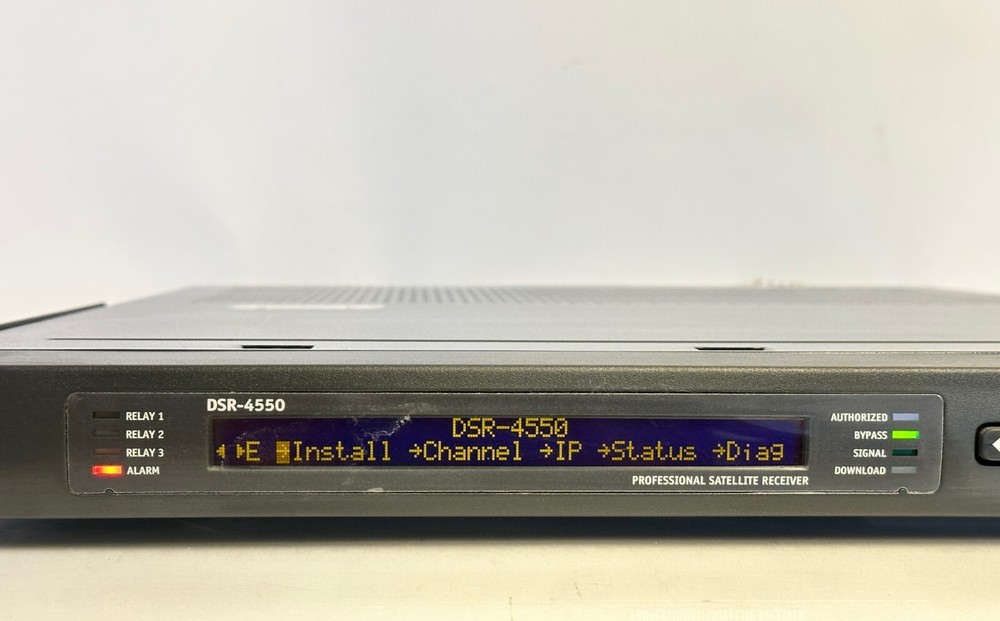 DSR-4550
RELAY 1
RELAY 2
RELAY 3
ALARM
DSR-4550
E →Install →Channel →IP →Status →Diag
AUTHORIZED
BYPASS
SIGNAL
DOWNLOAD
PROFESSIONAL SATELLITE RECEIVER